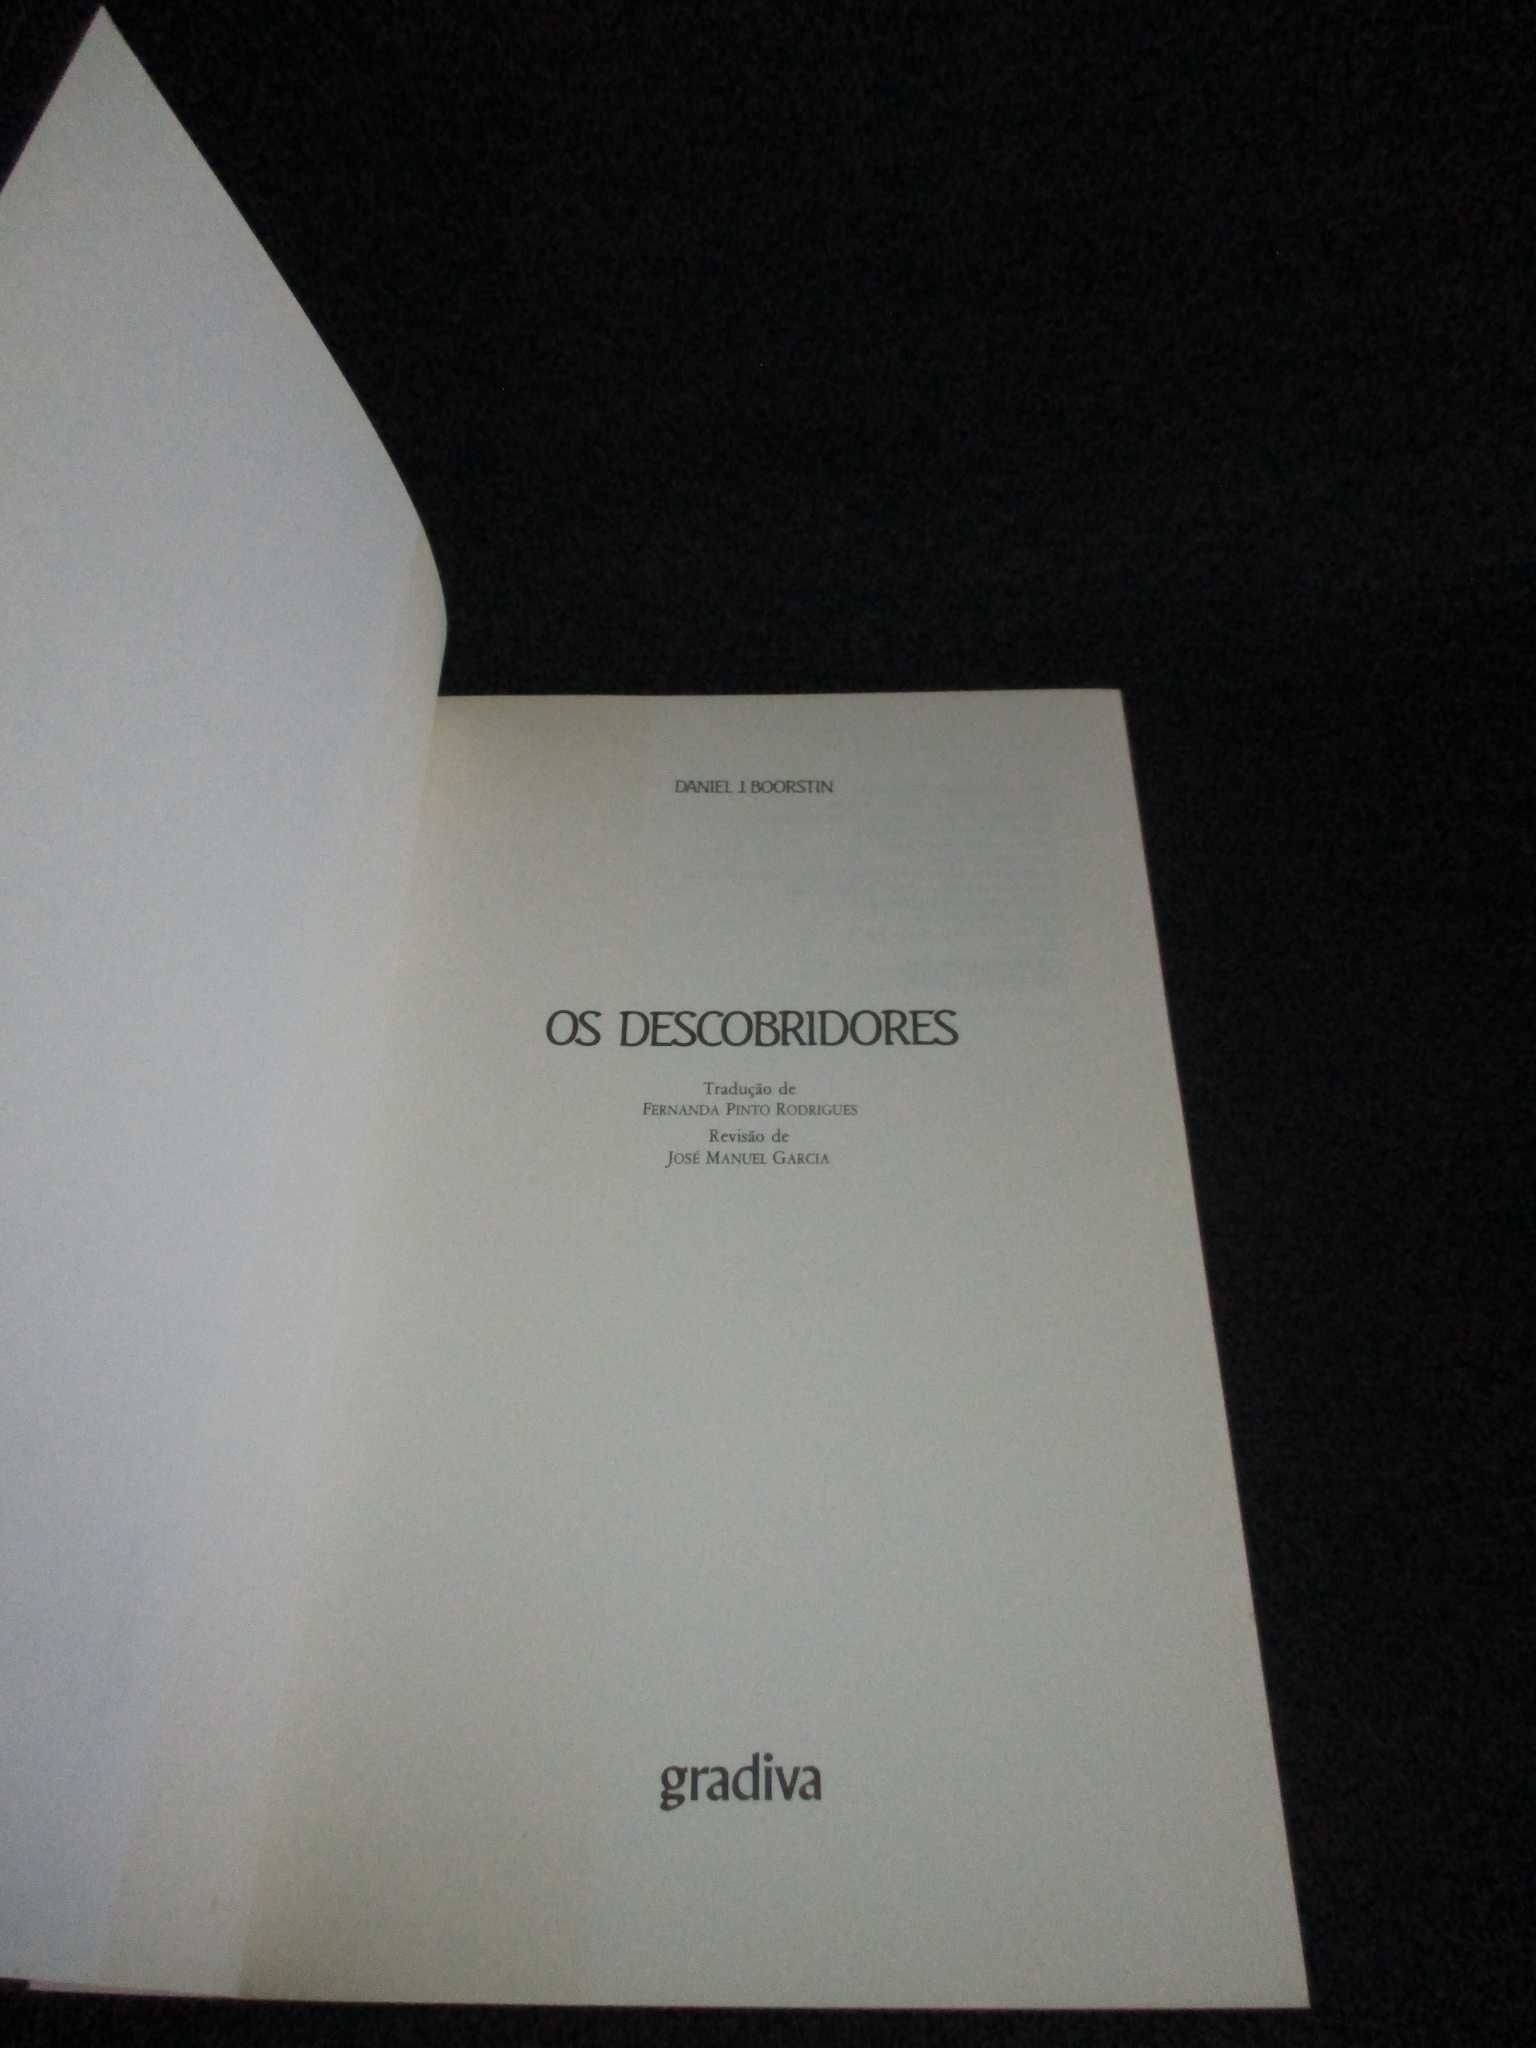 DANIEL J. BOORSTIN
OS DESCOBRIDORES
Tradução de
FERNANDA PINTO RODRIGUES
Revisão de
JOSÉ MANUEL GARCIA
gradiva